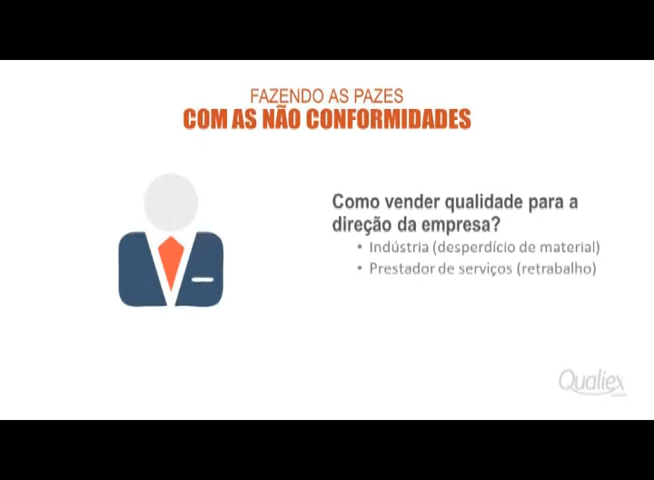 FAZENDO AS PAZES
COM AS NÃO CONFORMIDADES
Como vender qualidade para a
direção da empresa?
• Indústria (desperdício de material)
• Prestador de serviços (retrabalho)
Qualiex